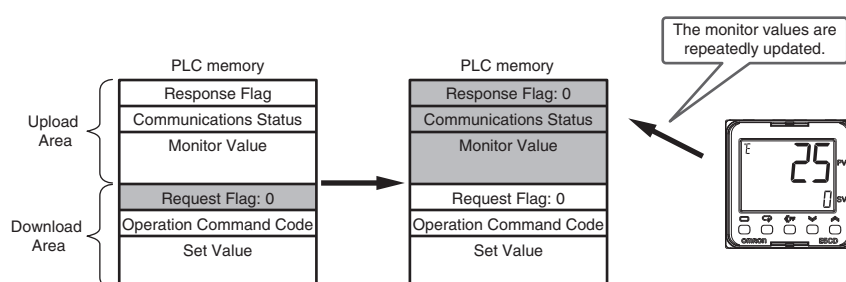 The monitor values are
repeatedly updated.
PLC memory
PLC memory
Upload
Area
Response Flag
Communications Status
Monitor Value
Response Flag: 0
Communications Status
Monitor Value
Download
Area
Request Flag: 0
Operation Command Code
Set Value
Request Flag: 0
Operation Command Code
Set Value
25
PV
0
SV
omron
E5CD